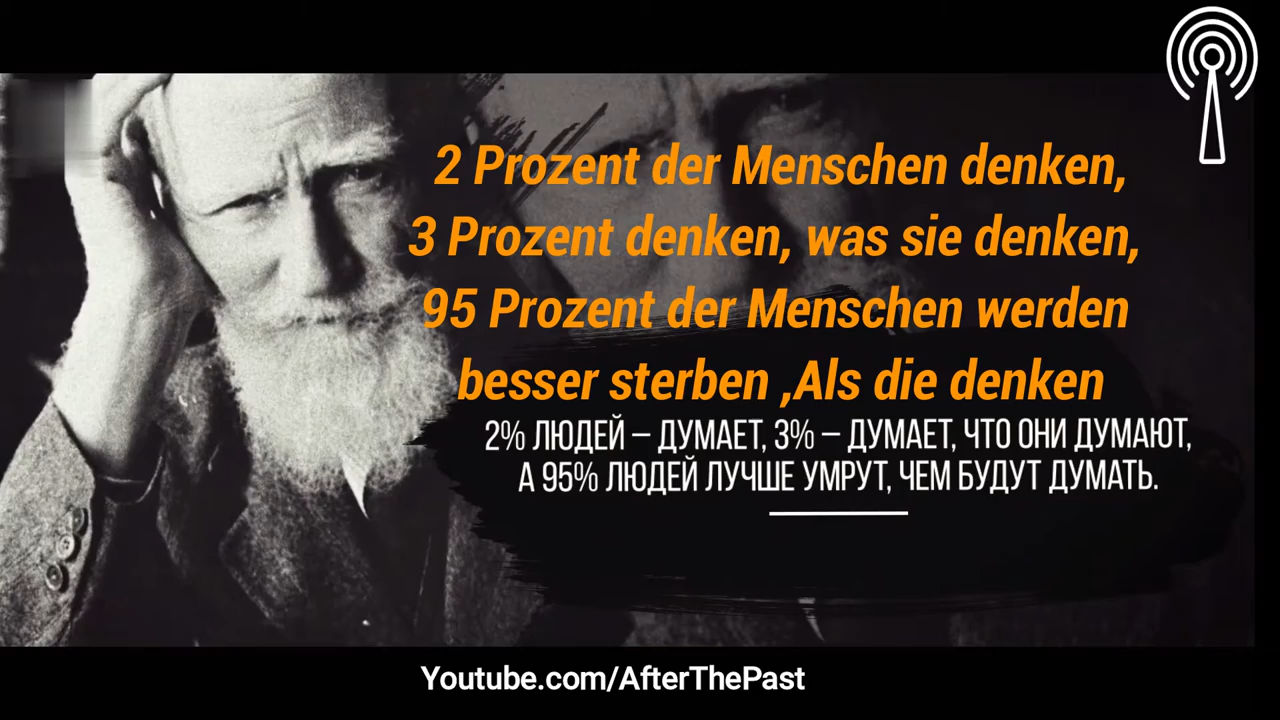 2 Prozent der Menschen denken,
3 Prozent denken, was sie denken,
95 Prozent der Menschen werden
besser sterben ,Als die denken
2% ЛЮДЕЙ – ДУМАЕТ, 3% – ДУМАЕТ, ЧТО ОНИ ДУМАЮТ,
А 95% ЛЮДЕЙ ЛУЧШЕ УМРУТ, ЧЕМ БУДУТ ДУМАТЬ.
Youtube.com/AfterThePast